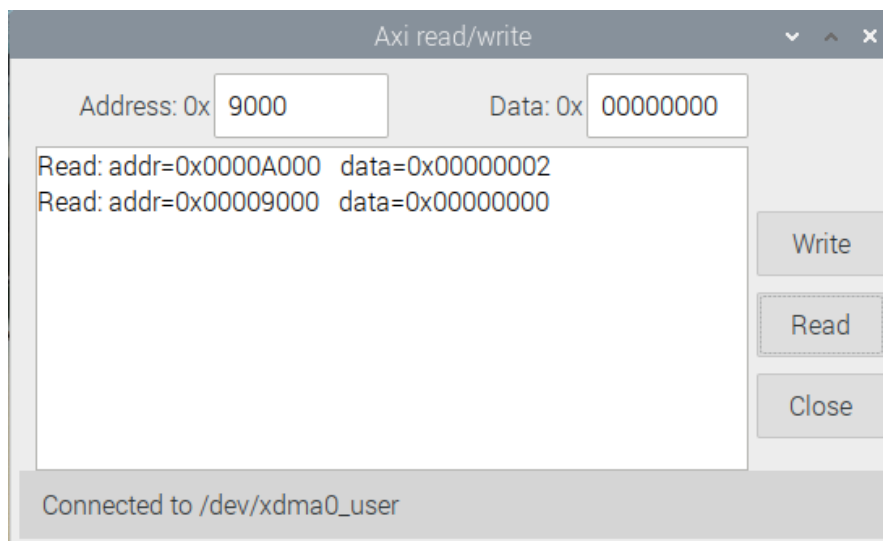 Axi read/write
Address: 0x 9000 Data: 0x 00000000
Read: addr=0x0000A000 data=0x00000002
Read: addr=0x00009000 data=0x00000000
Write
Read
Close
Connected to /dev/xdma0_user